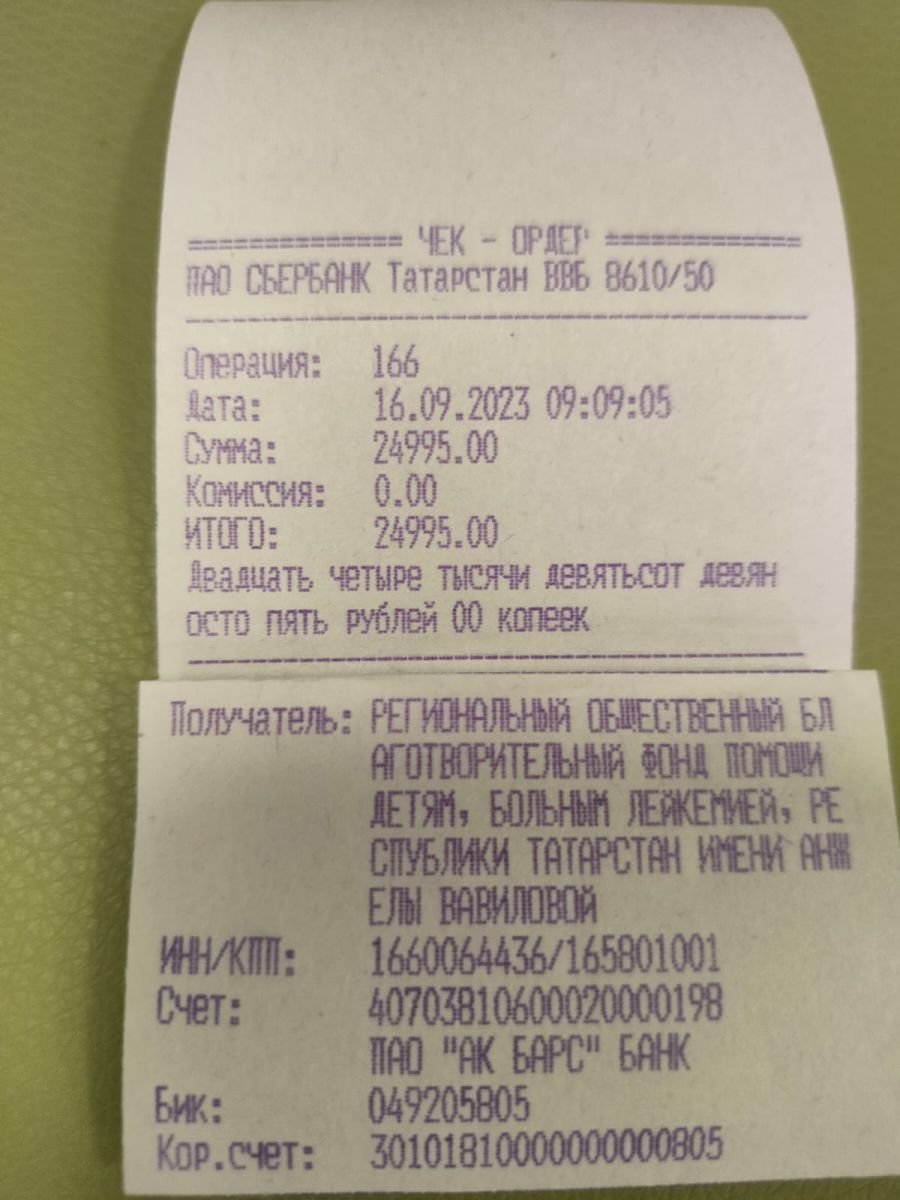 ============== ЧЕК - ОРДЕР =============
ПАО СБЕРБАНК Татарстан ВВБ 8610/50
Операция: 166
Дата: 16.09.2023 09:09:05
Сумма: 24995.00
Комиссия: 0.00
ИТОГО: 24995.00
Двадцать четыре тысячи девятьсот девян
осто пять рублей 00 копеек
Получатель: РЕГИОНАЛЬНЫЙ ОБЩЕСТВЕННЫЙ БЛ
АГОТВОРИТЕЛЬНЫЙ ФОНД ПОМОЩИ
ДЕТЯМ, БОЛЬНЫМ ЛЕЙКЕМИЕЙ, РЕ
СПУБЛИКИ ТАТАРСТАН ИМЕНИ АНЖ
ЕЛЫ ВАВИЛОВОЙ
ИНН/КПП: 1660064436/165801001
Счет: 40703810600020000198
ПАО "АК БАРС" БАНК
Бик: 049205805
Кор.счет: 30101810000000000805